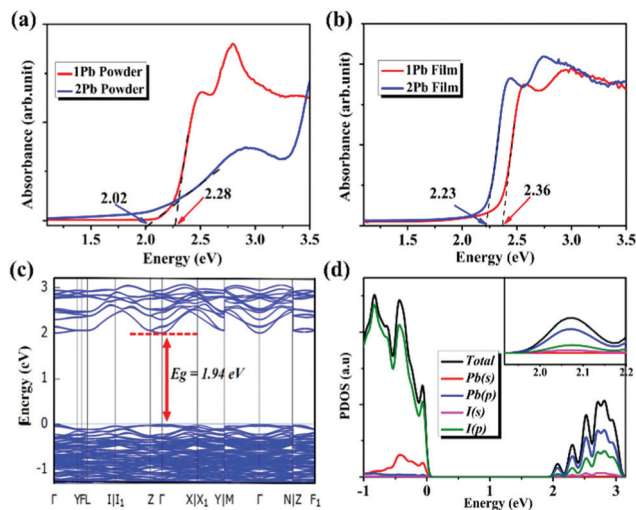 (a)
Absorbance (arb.unit)
1Pb Powder
2Pb Powder
2.02
2.28
1.5 2.0 2.5 3.0 3.5
Energy (eV)
(b)
Absorbance (arb.unit)
1Pb Film
2Pb Film
2.23
2.36
1.5 2.0 2.5 3.0 3.5
Energy (eV)
(c)
Energy (eV)
3
2
1
0
-1
Eg = 1.94 eV
Γ YFL I|I1 Z Γ X|X1 Y|M Γ N|Z F1
(d)
PDOS (a.u)
Total
Pb(s)
Pb(p)
I(s)
I(p)
2.0 2.1 2.2
-1 0 1 2 3
Energy (eV)